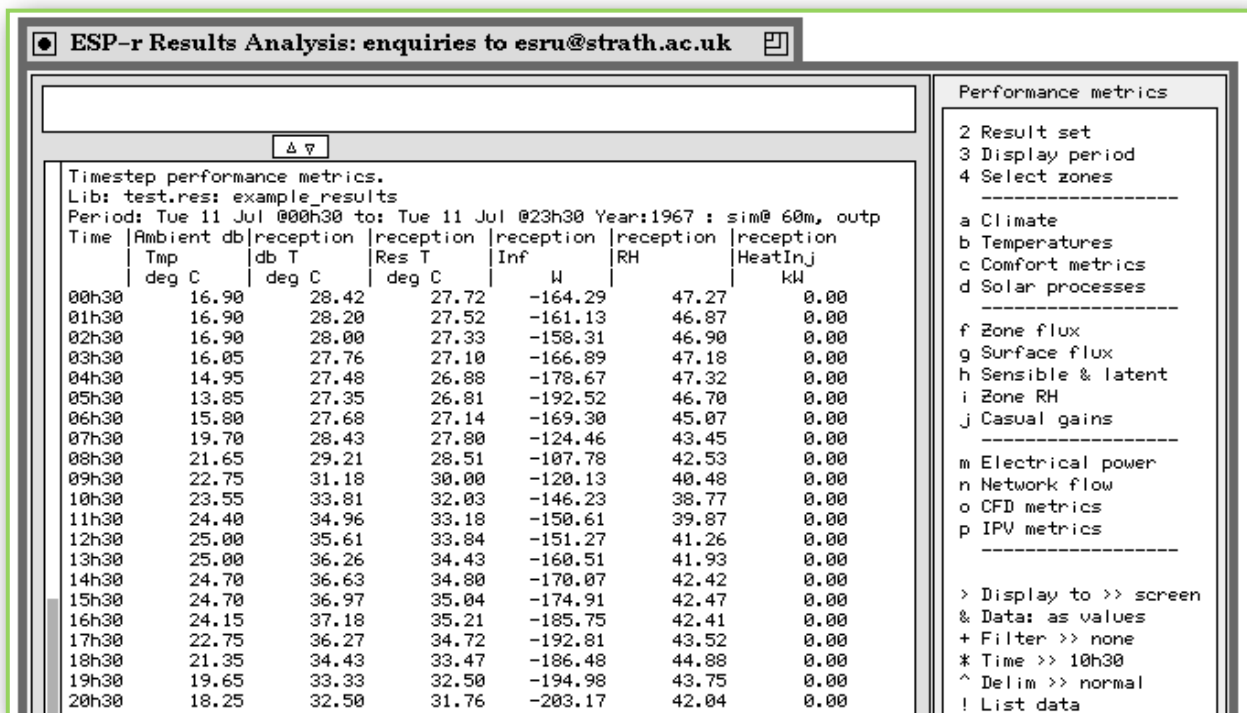 ESP-r Results Analysis: enquiries to esru@strath.ac.uk
Timestep performance metrics.
Lib: test.res: example_results
Period: Tue 11 Jul @00h30 to: Tue 11 Jul @23h30 Year:1967 : sim@ 60m, outp
Time |Ambient db|reception |reception |reception |reception |reception
| Tmp |db T |Res T |Inf |RH |HeatInj
| deg C | deg C | deg C | W | | kW
00h30 16.90 28.42 27.72 -164.29 47.27 0.00
01h30 16.90 28.20 27.52 -161.13 46.87 0.00
02h30 16.90 28.00 27.33 -158.31 46.90 0.00
03h30 16.05 27.76 27.10 -166.89 47.18 0.00
04h30 14.95 27.48 26.88 -178.67 47.32 0.00
05h30 13.85 27.35 26.81 -192.52 46.70 0.00
06h30 15.80 27.68 27.14 -169.30 45.07 0.00
07h30 19.70 28.43 27.80 -124.46 43.45 0.00
08h30 21.65 29.21 28.51 -107.78 42.53 0.00
09h30 22.75 31.18 30.00 -120.13 40.48 0.00
10h30 23.55 33.81 32.03 -146.23 38.77 0.00
11h30 24.40 34.96 33.18 -150.61 39.87 0.00
12h30 25.00 35.61 33.84 -151.27 41.26 0.00
13h30 25.00 36.26 34.43 -160.51 41.93 0.00
14h30 24.70 36.63 34.80 -170.07 42.42 0.00
15h30 24.70 36.97 35.04 -174.91 42.47 0.00
16h30 24.15 37.18 35.21 -185.75 42.41 0.00
17h30 22.75 36.27 34.72 -192.81 43.52 0.00
18h30 21.35 34.43 33.47 -186.48 44.88 0.00
19h30 19.65 33.33 32.50 -194.98 43.75 0.00
20h30 18.25 32.50 31.76 -203.17 42.04 0.00
Performance metrics
2 Result set
3 Display period
4 Select zones
------------------
a Climate
b Temperatures
c Comfort metrics
d Solar processes
------------------
f Zone flux
g Surface flux
h Sensible & latent
i Zone RH
j Casual gains
------------------
m Electrical power
n Network flow
o CFD metrics
p IPV metrics
------------------
> Display to >> screen
& Data: as values
+ Filter >> none
* Time >> 10h30
^ Delim >> normal
! List data